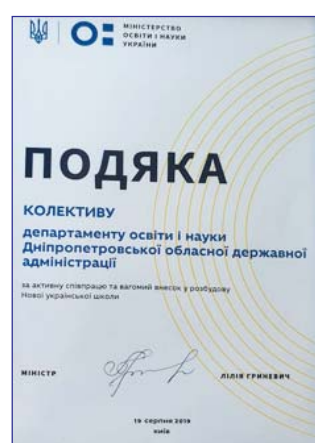 МІНІСТЕРСТВО
ОСВІТИ І НАУКИ
УКРАЇНИ
ПОДЯКА
КОЛЕКТИВУ
департаменту освіти і науки
Дніпропетровської обласної державної
адміністрації
за активну співпрацю та вагомий внесок у розбудову
Нової української школи
МІНІСТР
ЛІЛІЯ ГРИНЕВИЧ
19 серпня 2019
Київ